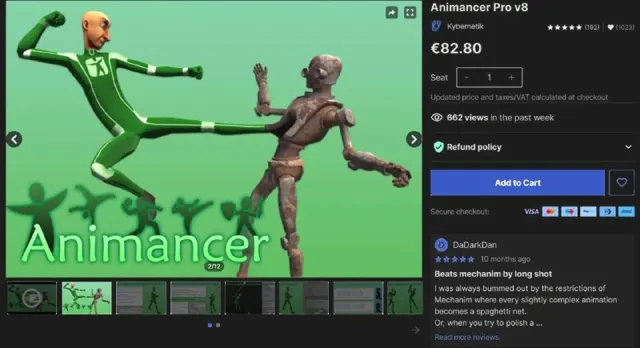 Animancer Pro v8
Kybernetik
(192)
(1022)
€82.80
Seat
- 1 +
Updated price and taxes/VAT calculated at checkout
662 views in the past week
Refund policy
Add to Cart
Secure checkout:
VISA
Animancer
2/12
D DaDarkDan
10 months ago
Beats mechanim by long shot
I was always bummed out by the restrictions of
Mechanim where every slightly complex animation
becomes a spaghetti net.
Or, when you try to polish a ...
Read more reviews